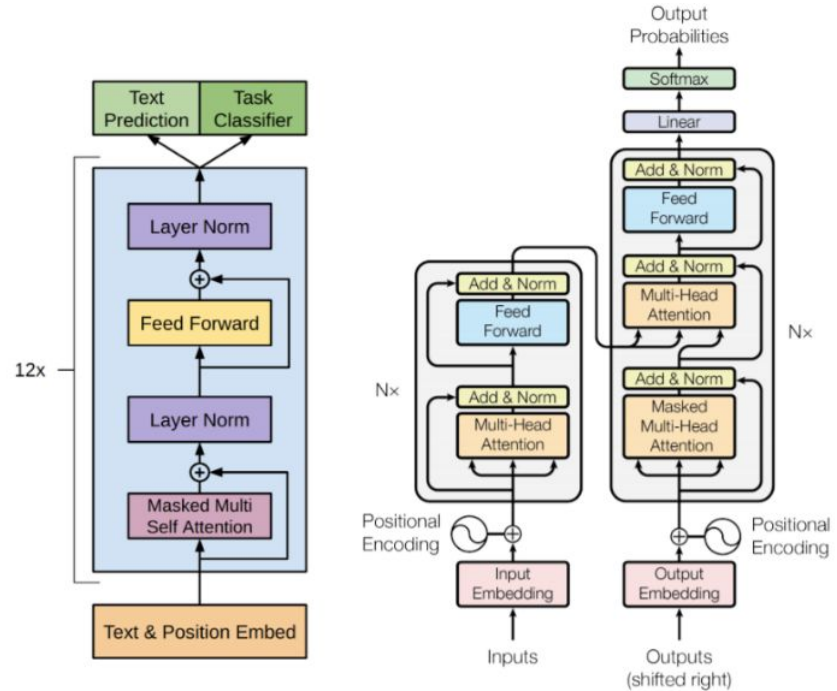 Text
Prediction
Task
Classifier
Layer Norm
Feed Forward
12x
Layer Norm
Masked Multi
Self Attention
Text & Position Embed
Output
Probabilities
Softmax
Linear
Add & Norm
Feed
Forward
Add & Norm
Multi-Head
Attention
Nx
Add & Norm
Masked
Multi-Head
Attention
Positional
Encoding
Output
Embedding
Outputs
(shifted right)
Add & Norm
Feed
Forward
Nx
Add & Norm
Multi-Head
Attention
Positional
Encoding
Input
Embedding
Inputs